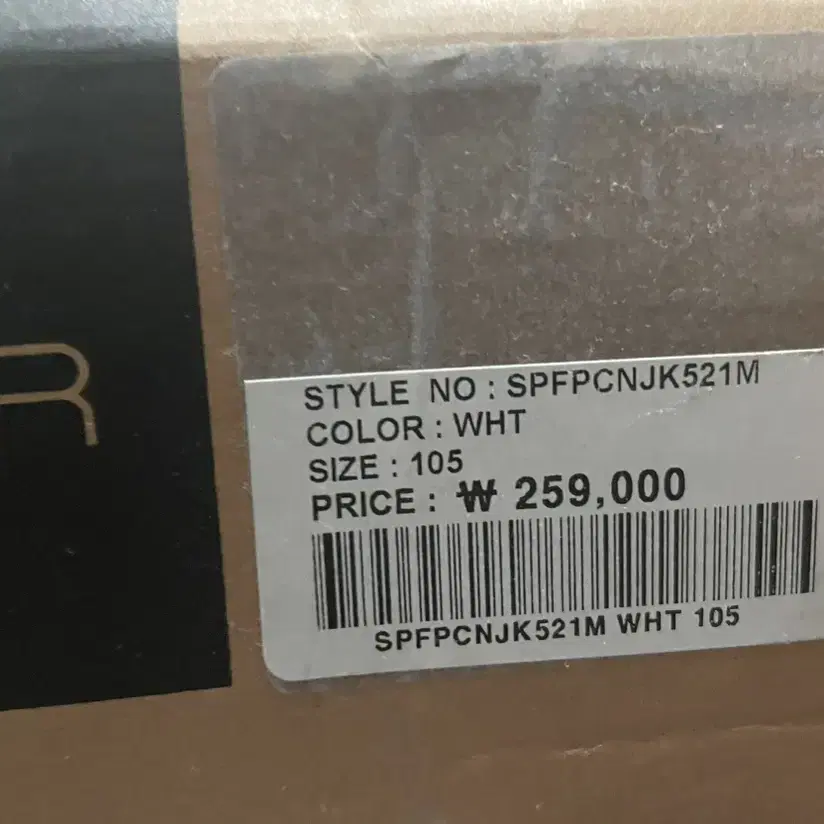 R
STYLE NO : SPFPCNJK521M
COLOR : WHT
SIZE : 105
PRICE : ₩ 259,000
SPFPCNJK521M WHT 105